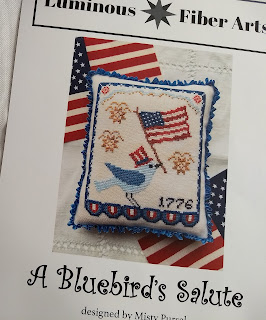 Luminous Fiber Arts
1776
A Bluebird's Salute
designed by Misty